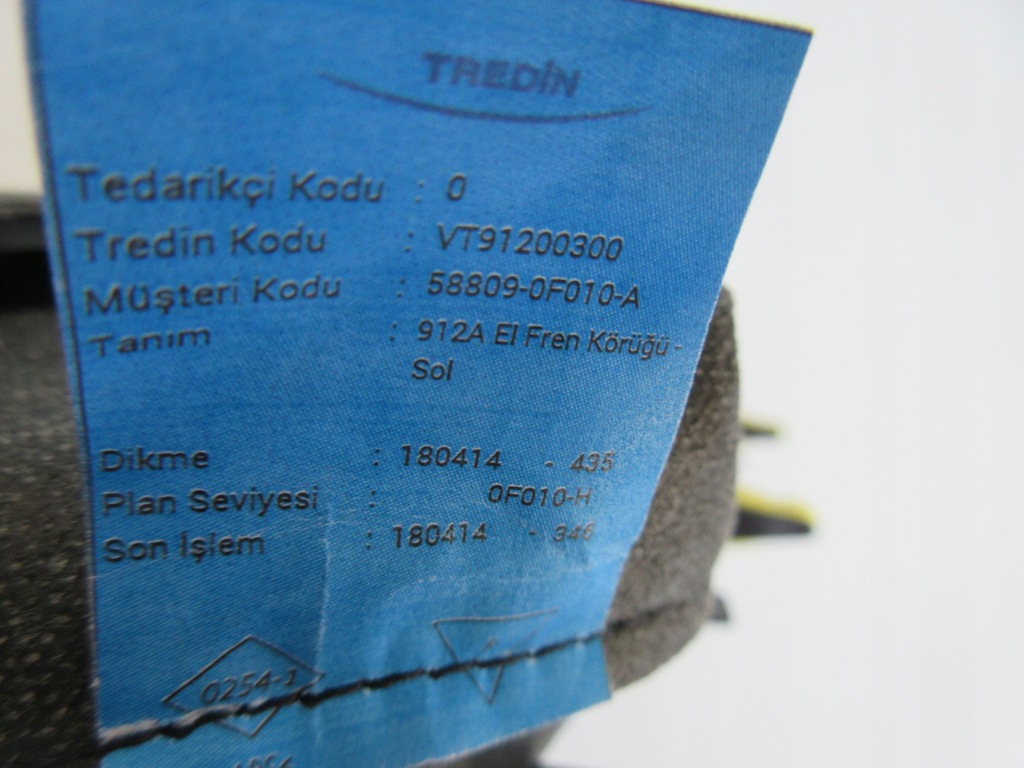 TREDİN
Tedarikçi Kodu : 0
Tredin Kodu : VT91200300
Müşteri Kodu : 58809-0F010-A
Tanım : 912A El Fren Körüğü -
Sol
Dikme : 180414 - 435
Plan Seviyesi : 0F010-H
Son İşlem : 180414 - 346
0254-1